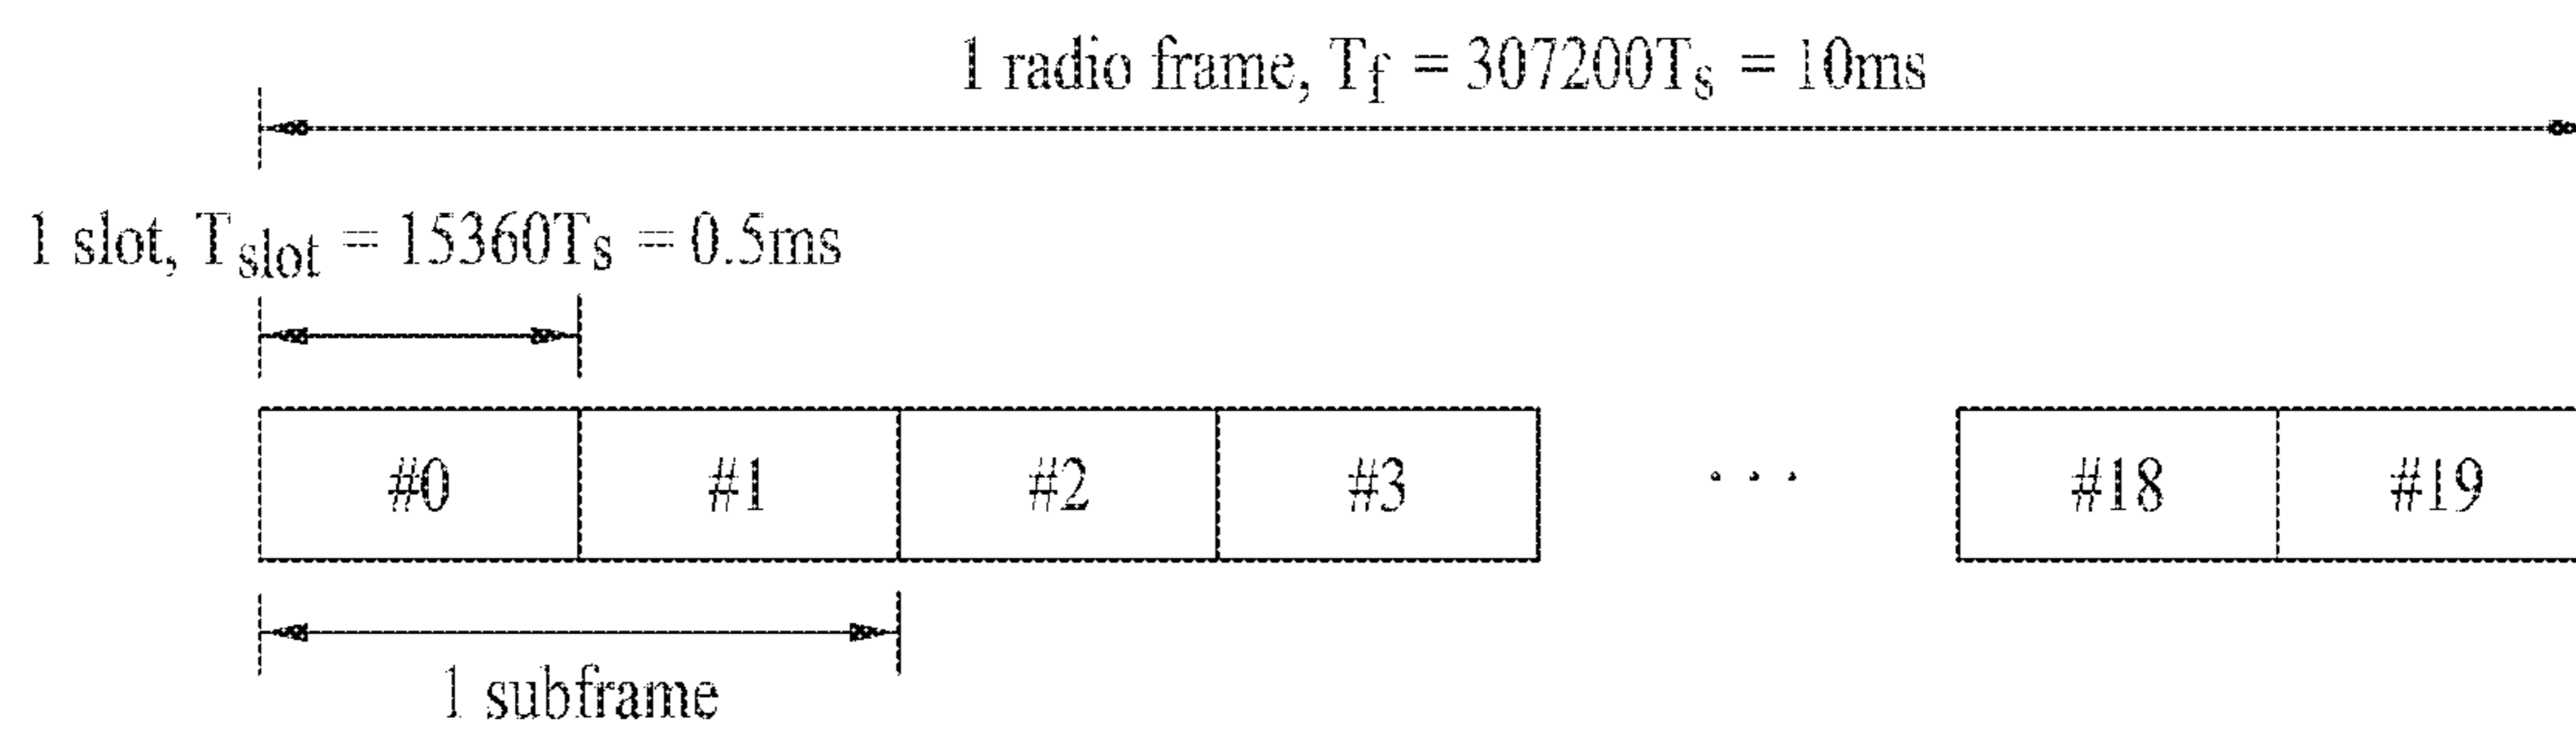 1 radio frame, Tf = 307200Ts = 10ms
1 slot, Tslot = 15360Ts = 0.5ms
#0 #1 #2 #3 · · · #18 #19
1 subframe